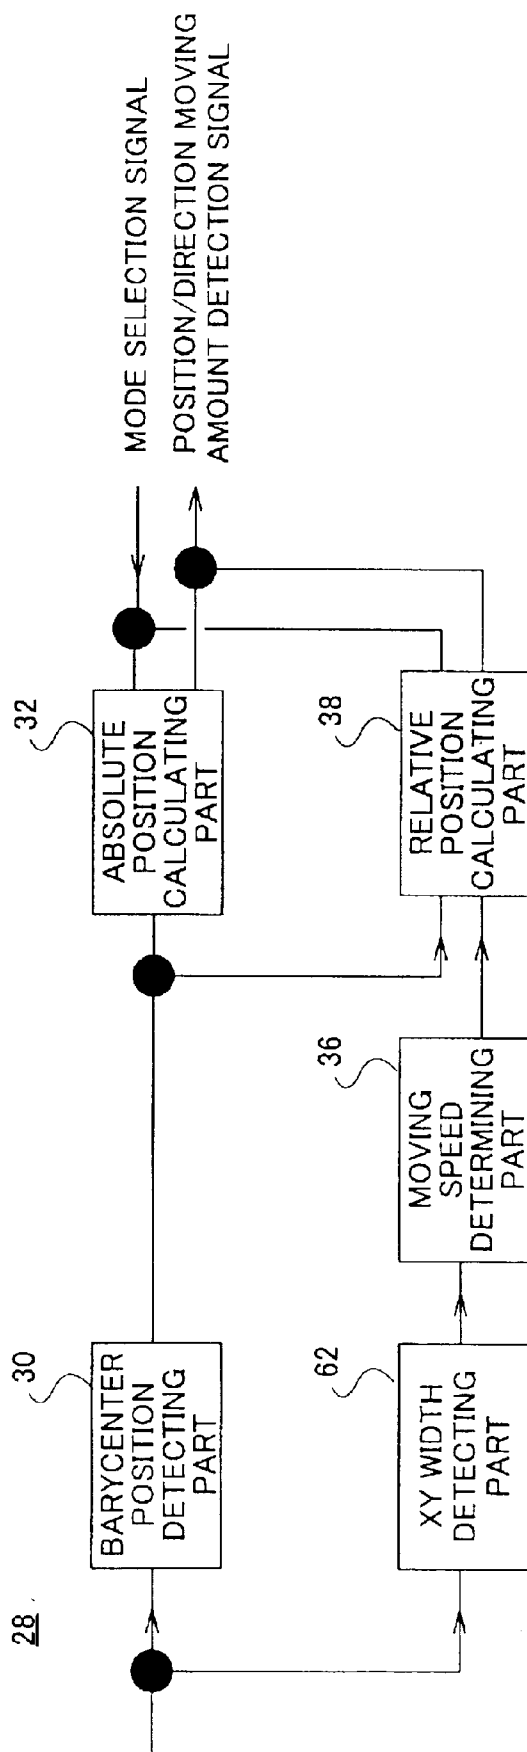 28
30
BARYCENTER
POSITION
DETECTING
PART
32
ABSOLUTE
POSITION
CALCULATING
PART
MODE SELECTION SIGNAL
POSITION/DIRECTION MOVING
AMOUNT DETECTION SIGNAL
62
XY WIDTH
DETECTING
PART
36
MOVING
SPEED
DETERMINING
PART
38
RELATIVE
POSITION
CALCULATING
PART